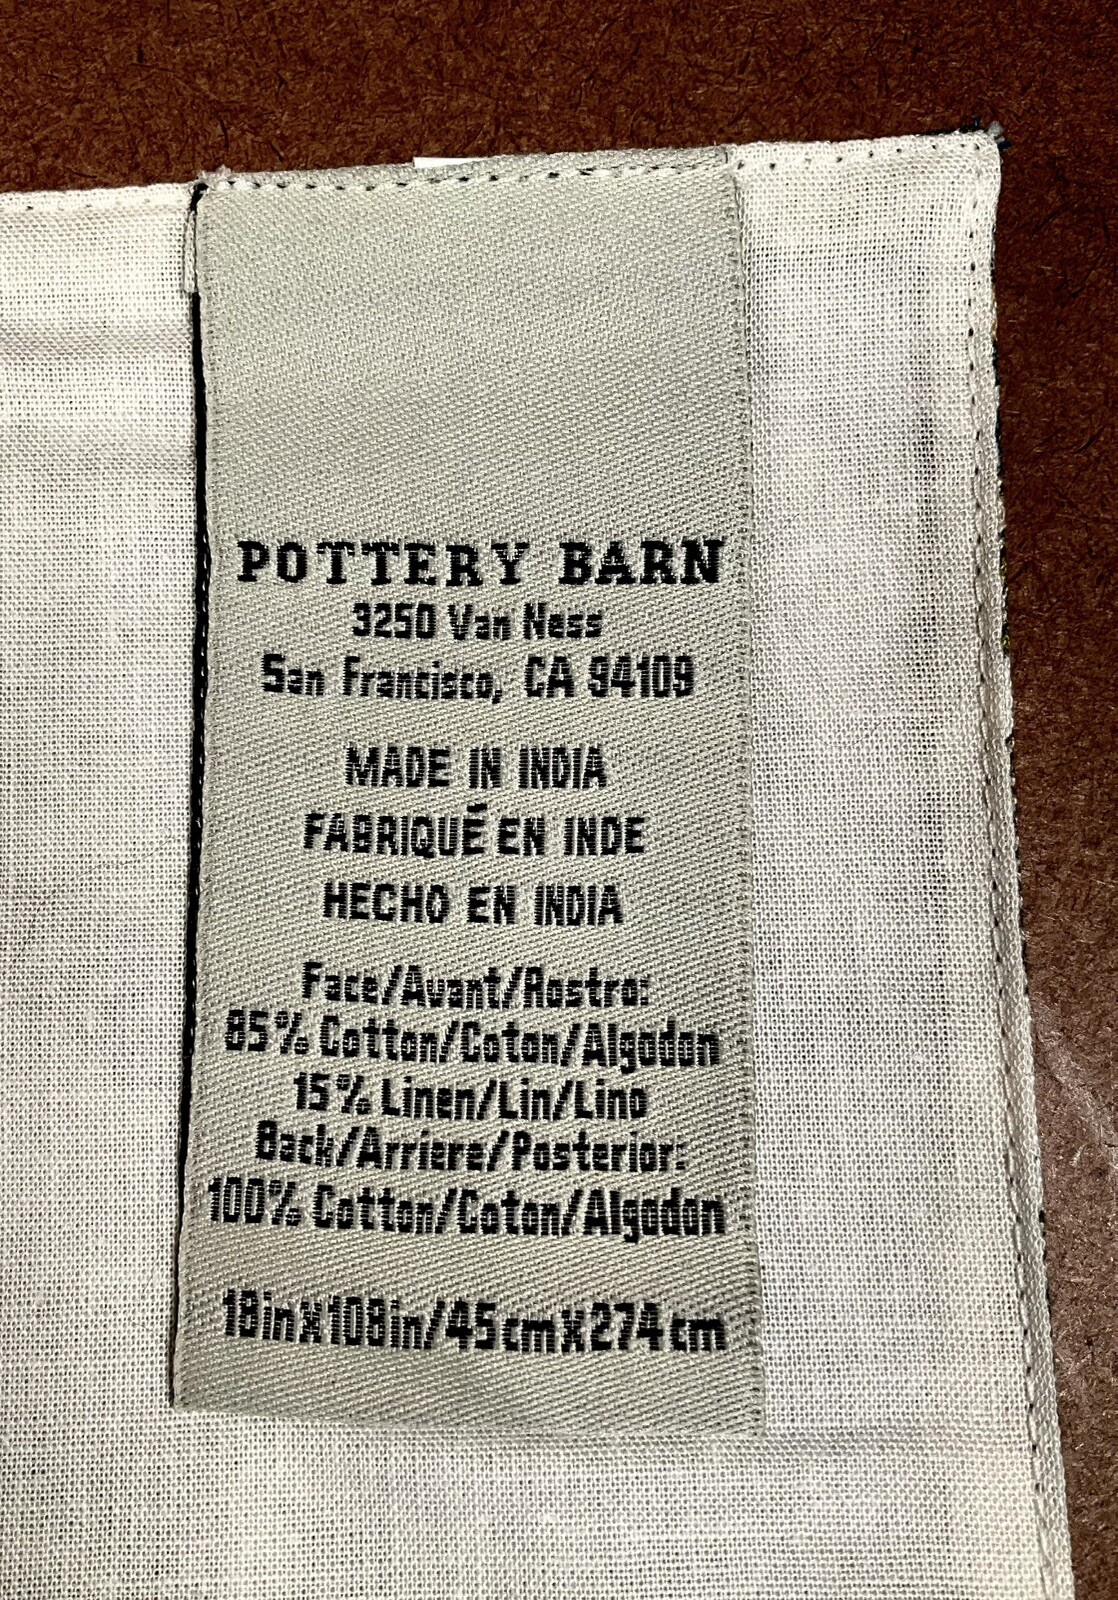 POTTERY BARN
3250 Van Ness
San Francisco, CA 94109
MADE IN INDIA
FABRIQUÉ EN INDE
HECHO EN INDIA
Face/Avant/Rostro:
85% Cotton/Coton/Algodon
15% Linen/Lin/Lino
Back/Arriere/Posterior:
100% Cotton/Coton/Algodon
18inx108in/45cmx274cm